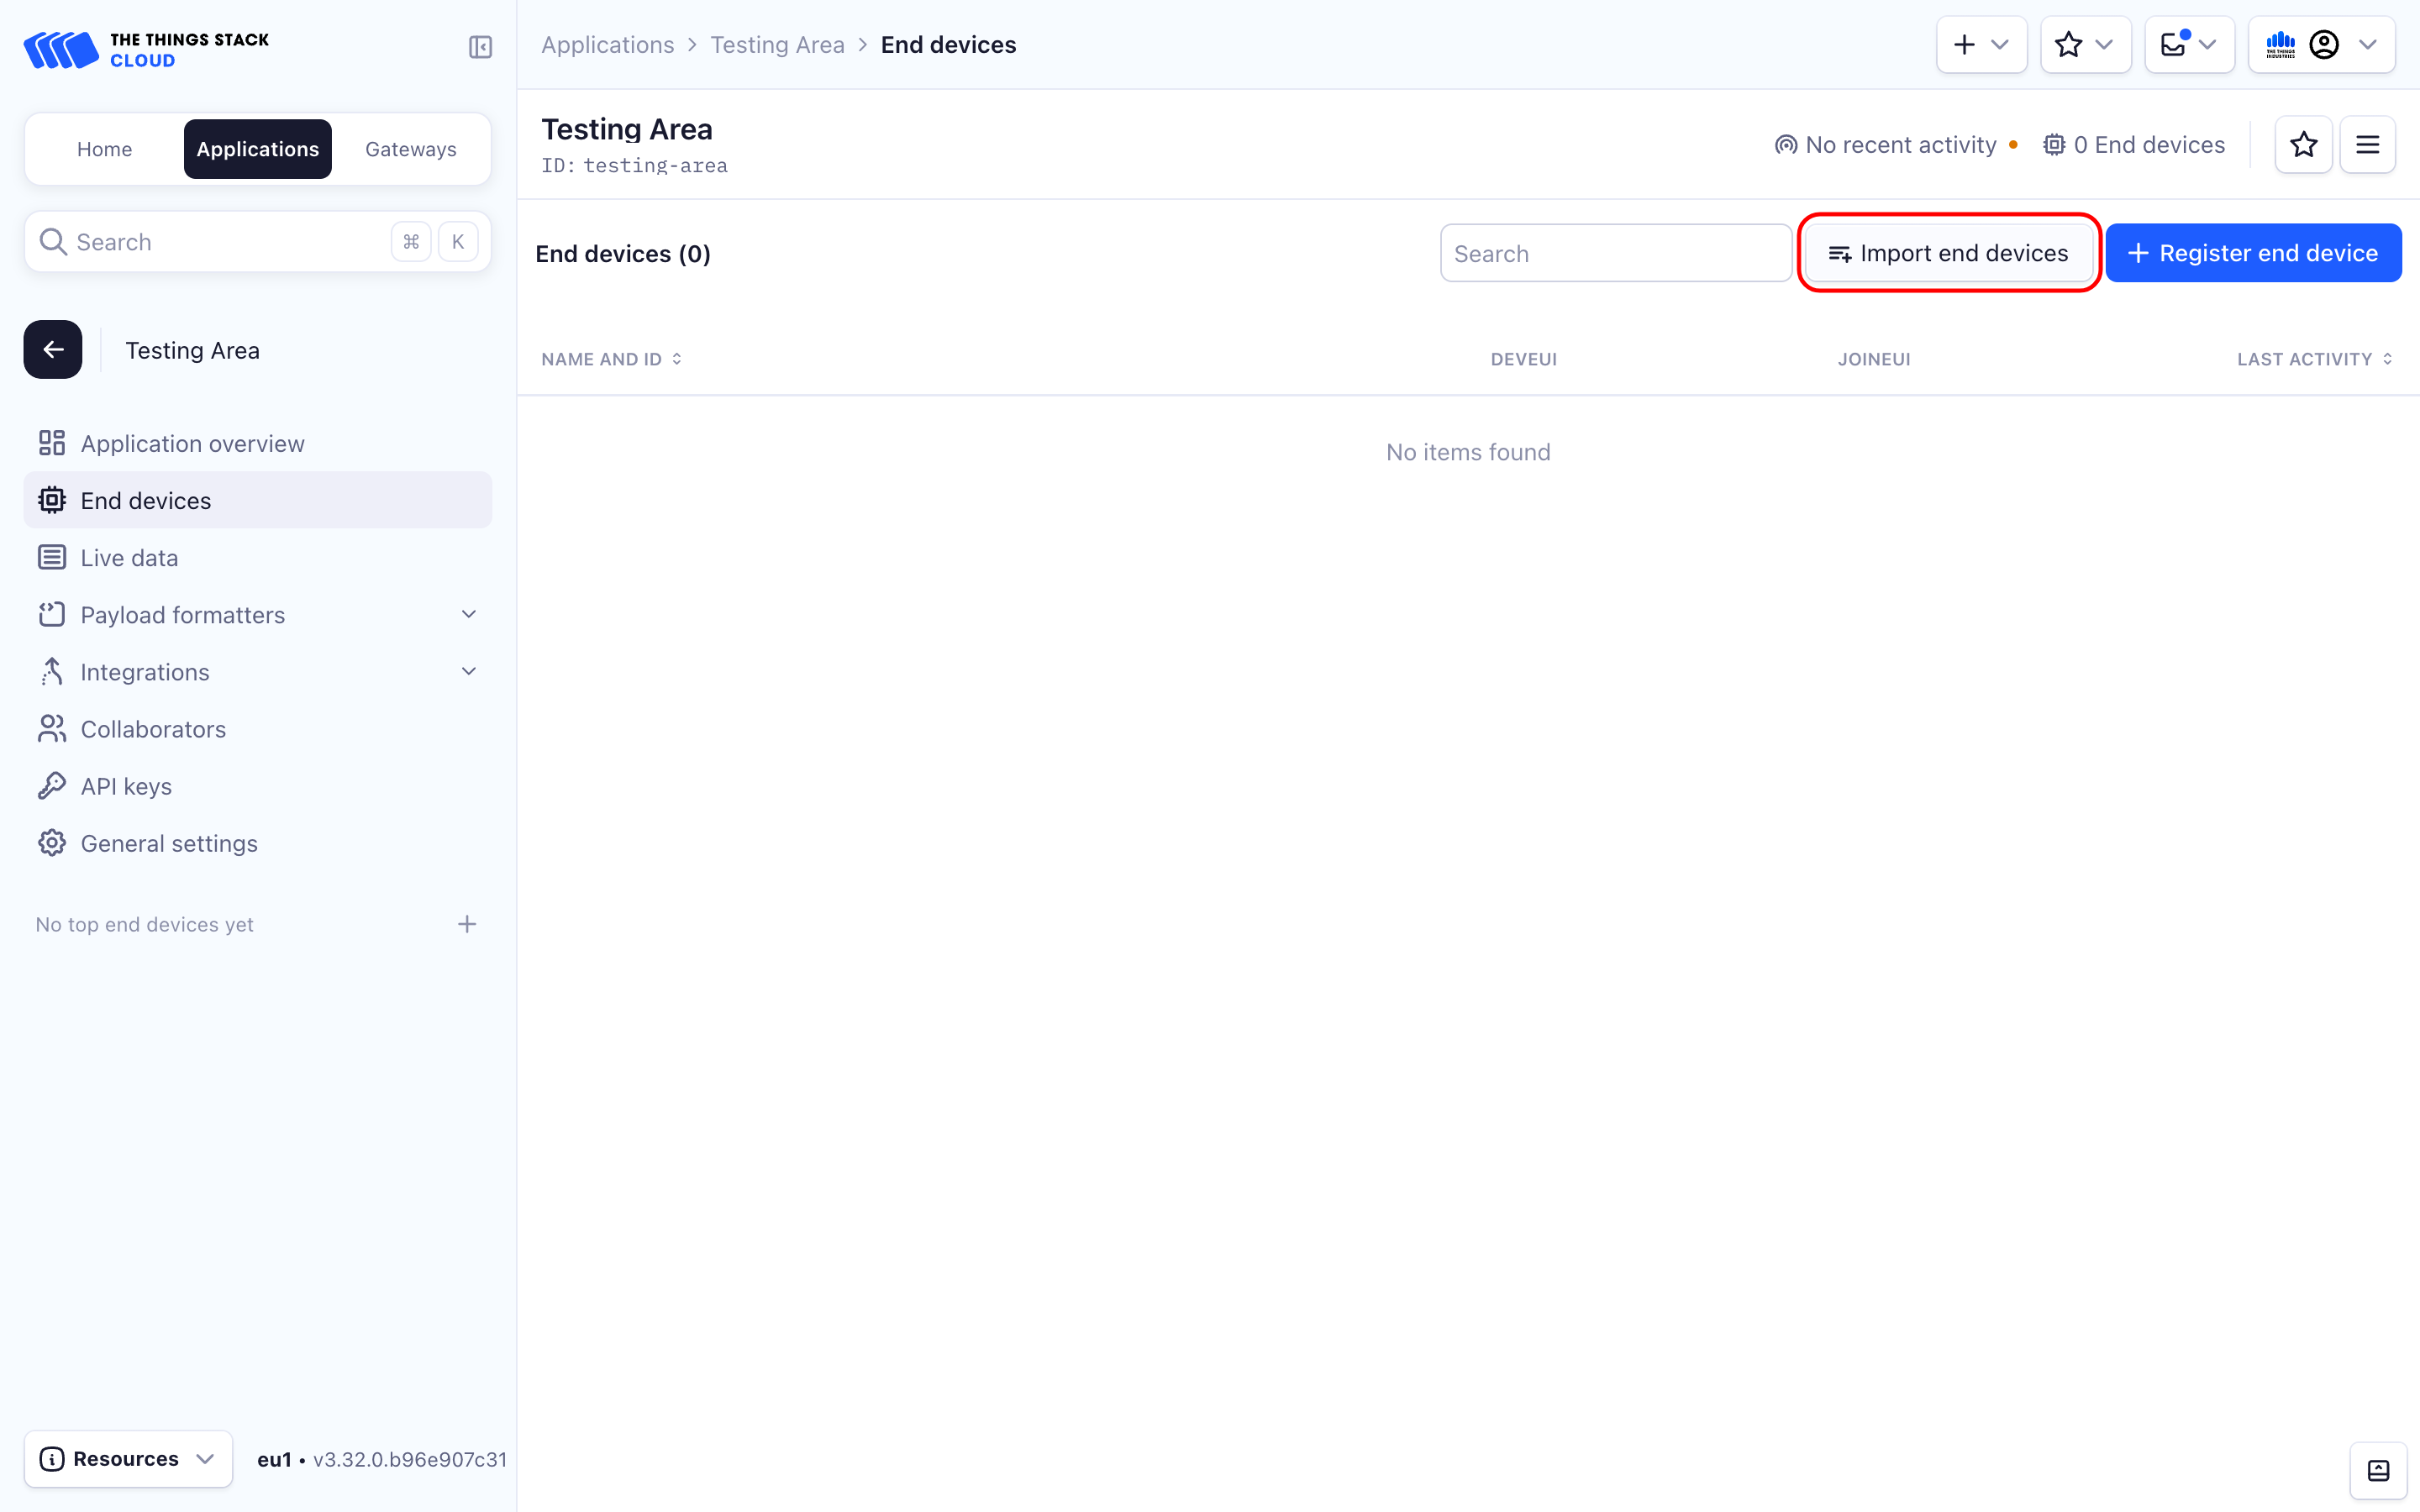 THE THINGS STACK
CLOUD
Applications > Testing Area > End devices
Home Applications Gateways
Search ⌘ K
Testing Area
ID: testing-area
No recent activity • 0 End devices
End devices (0)
Search
Import end devices
+ Register end device
Testing Area
NAME AND ID DEVEUI JOINEUI LAST ACTIVITY
No items found
Application overview
End devices
Live data
Payload formatters
Integrations
Collaborators
API keys
General settings
No top end devices yet +
Resources
eu1 • v3.32.0.b96e907c31
THE THINGS
INDUSTRIES